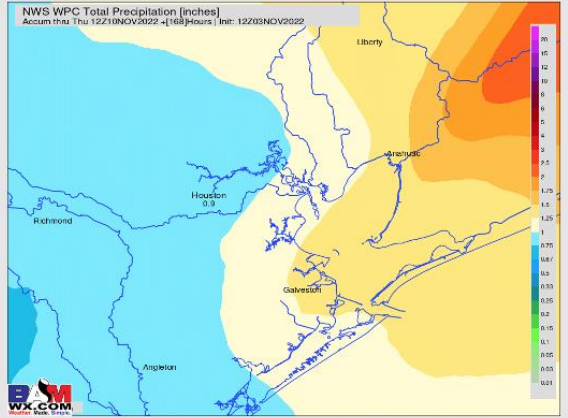 NWS WPC Total Precipitation [inches]
Accum thru Thu 12Z10NOV2022 +[168]Hours | Init: 12Z03NOV2022
Liberty
Anahuac
Houston
0.9
Richmond
Galveston
Angleton
BAM
WX.COM
Weather. Made. Simple.
20
15
12
10
8
6
5
4
3
2.5
2
1.75
1.5
1.25
1
0.75
0.67
0.5
0.33
0.25
0.2
0.15
0.1
0.05
0.03
0.01